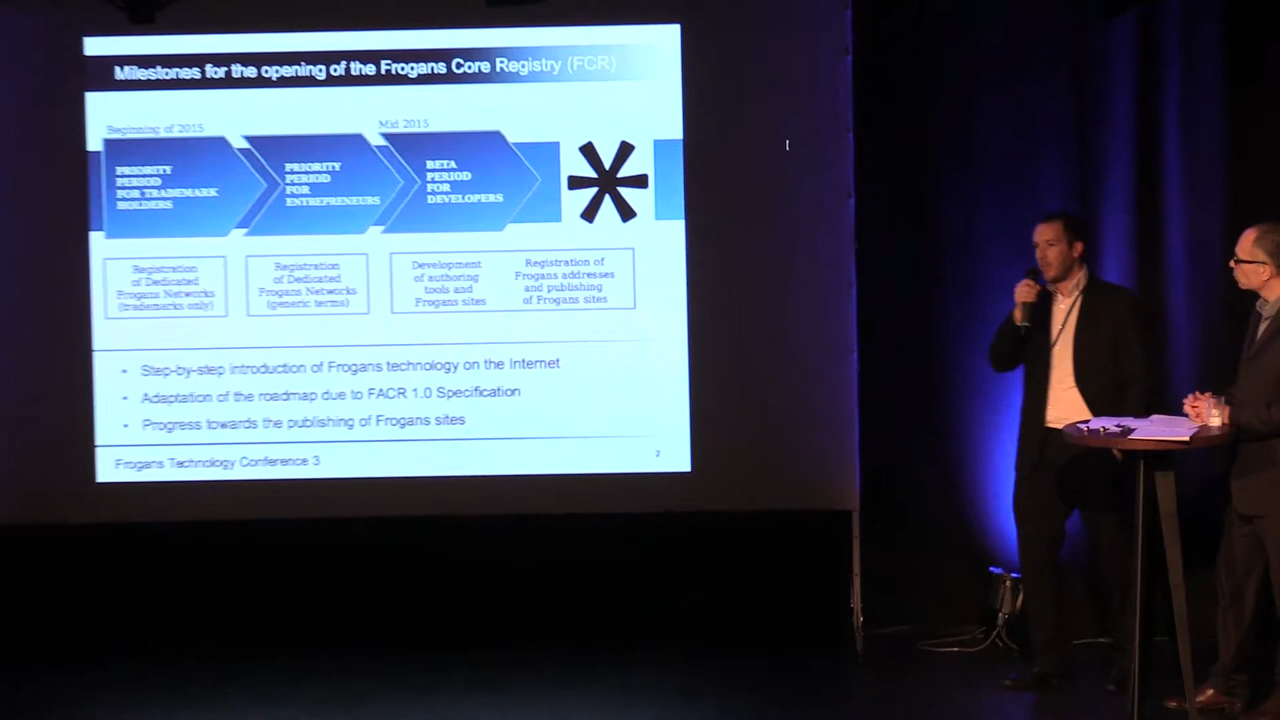 Milestones for the opening of the Frogans Core Registry (FCR)
Beginning of 2015
Mid 2015
PRIORITY
PERIOD
FOR TRADEMARK
HOLDERS
PRIORITY
PERIOD
FOR
ENTREPRENEURS
BETA
PERIOD
FOR
DEVELOPERS
Registration
of Dedicated
Frogans Networks
(trademarks only)
Registration
of Dedicated
Frogans Networks
(generic terms)
Development
of authoring
tools and
Frogans sites
Registration of
Frogans addresses
and publishing
of Frogans sites
• Step-by-step introduction of Frogans technology on the Internet
• Adaptation of the roadmap due to FACR 1.0 Specification
• Progress towards the publishing of Frogans sites
Frogans Technology Conference 3
2